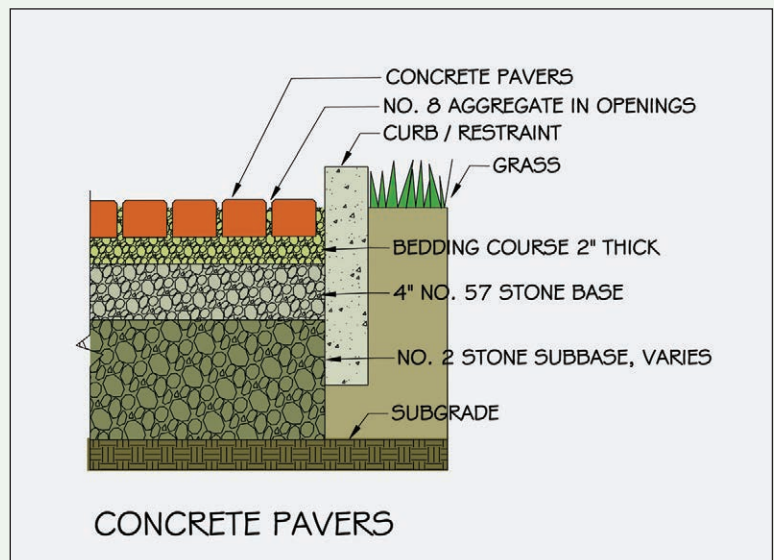 CONCRETE PAVERS
NO. 8 AGGREGATE IN OPENINGS
CURB / RESTRAINT
GRASS
BEDDING COURSE 2" THICK
4" NO. 57 STONE BASE
NO. 2 STONE SUBBASE, VARIES
SUBGRADE
CONCRETE PAVERS